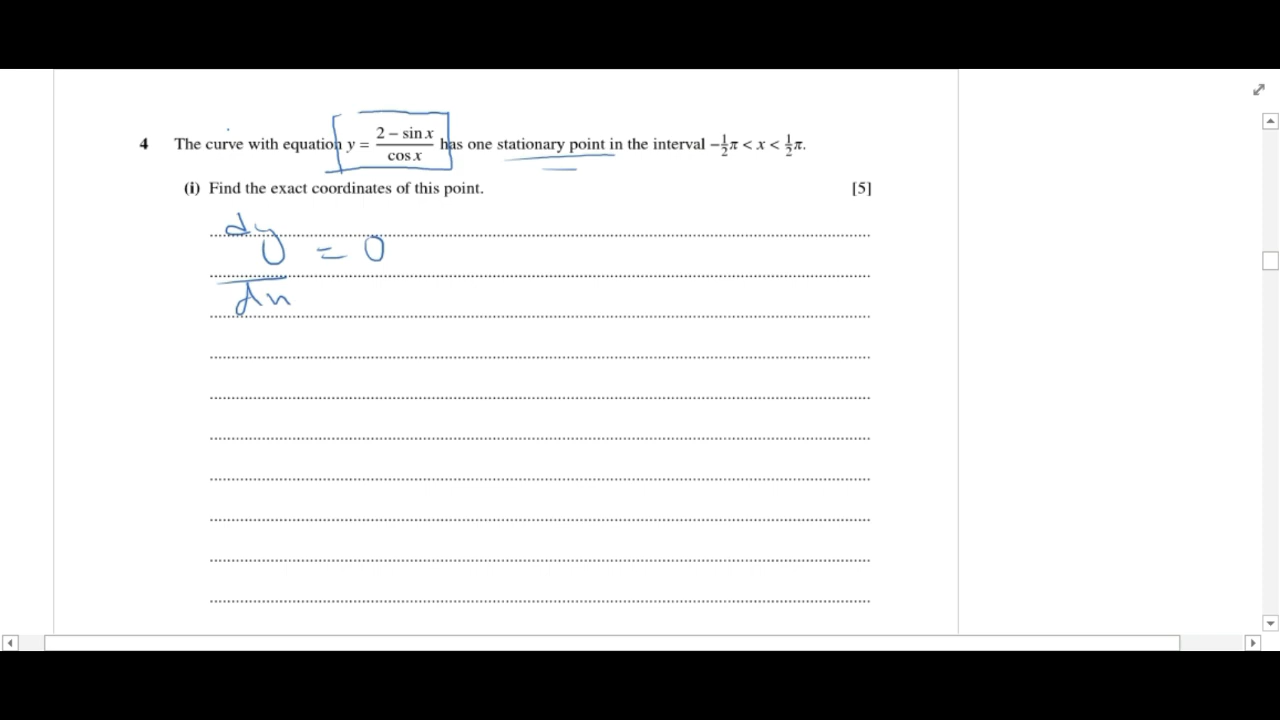 4 The curve with equation y = (2 − sin x)/(cos x) has one stationary point in the interval −½π < x < ½π.
(i) Find the exact coordinates of this point. [5]
dy/dx = 0